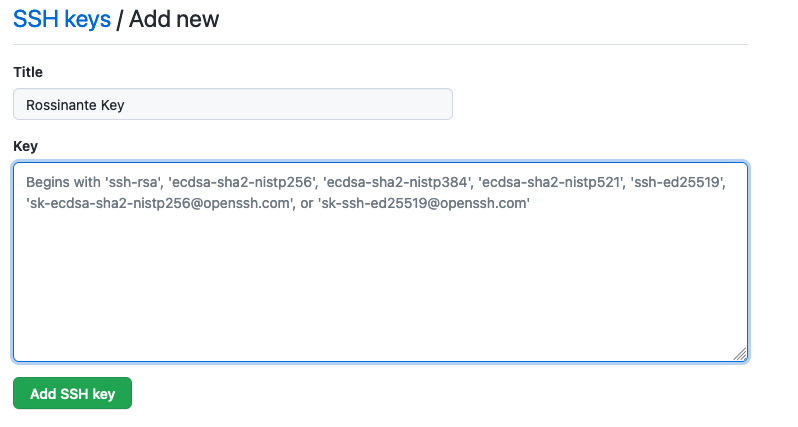 SSH keys / Add new
Title
Rossinante Key
Key
Begins with 'ssh-rsa', 'ecdsa-sha2-nistp256', 'ecdsa-sha2-nistp384', 'ecdsa-sha2-nistp521', 'ssh-ed25519',
'sk-ecdsa-sha2-nistp256@openssh.com', or 'sk-ssh-ed25519@openssh.com'
Add SSH key